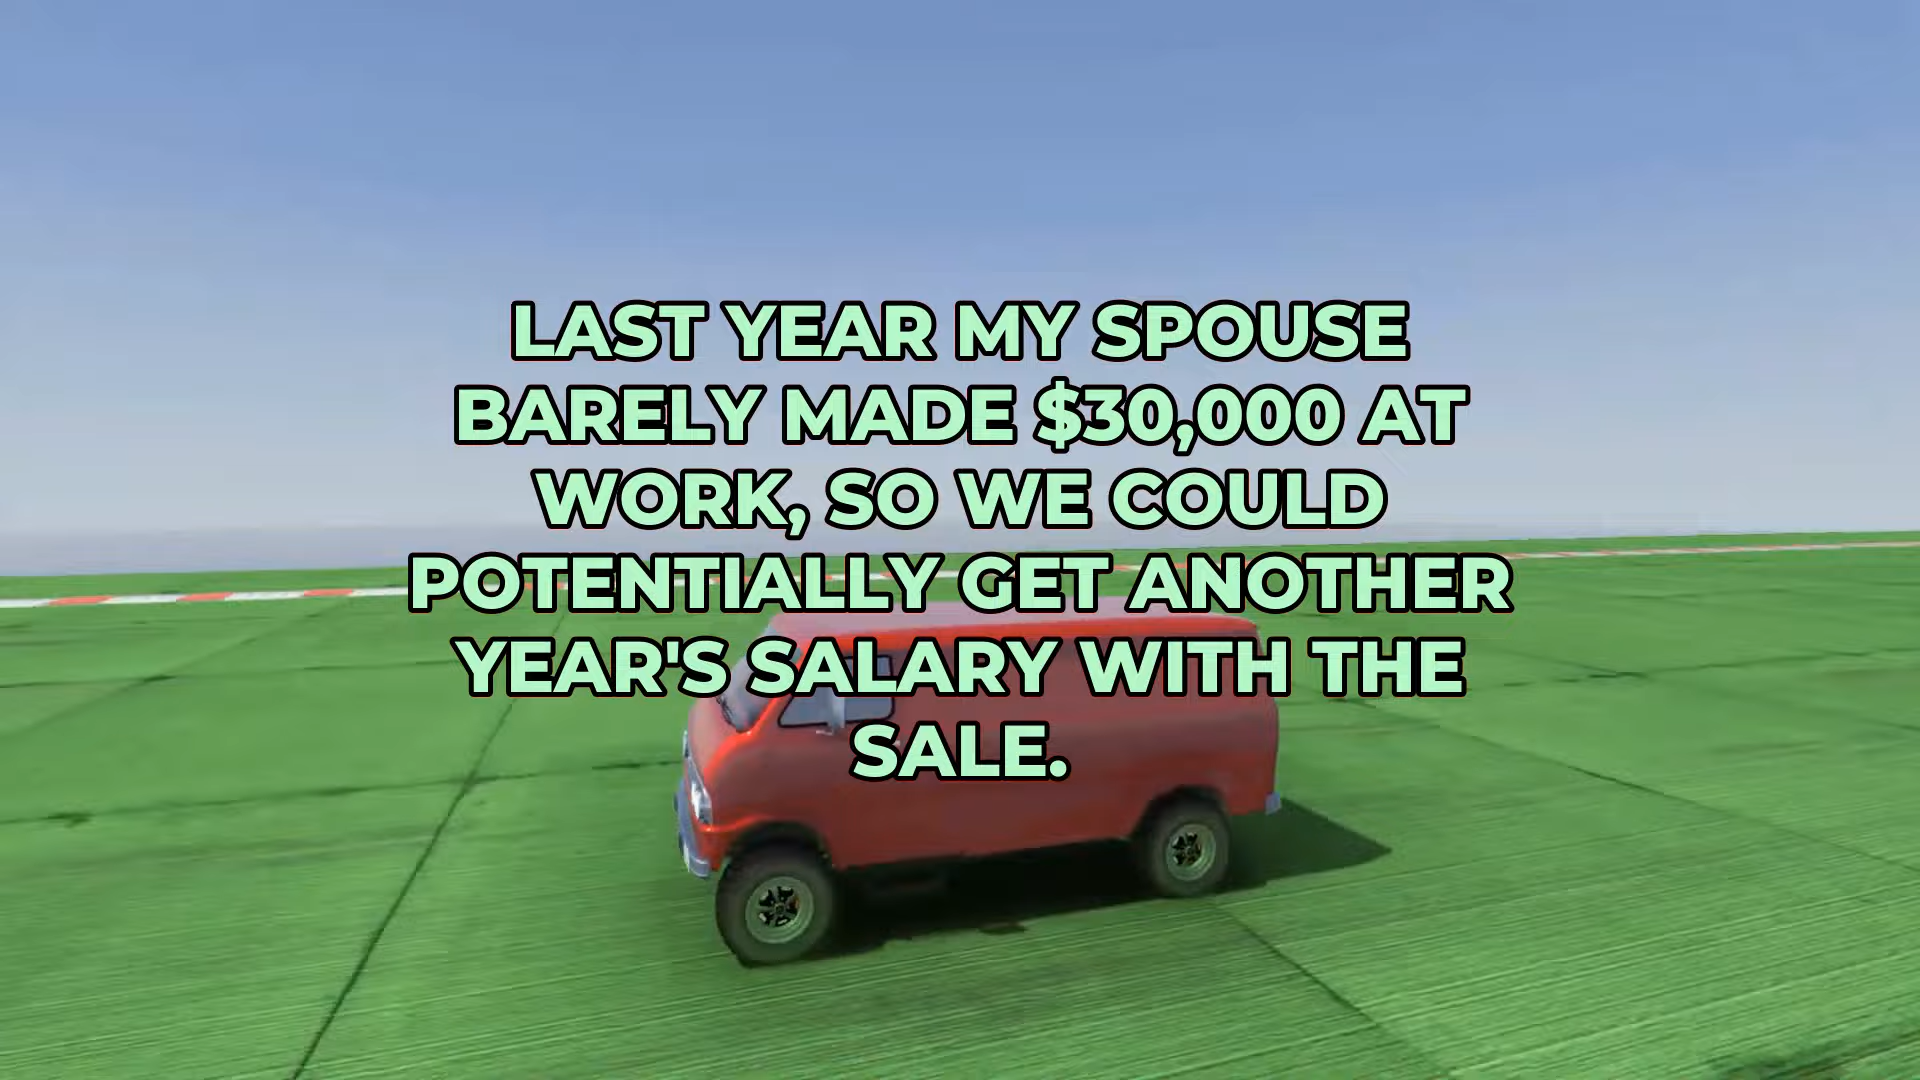 LAST YEAR MY SPOUSE
BARELY MADE $30,000 AT
WORK, SO WE COULD
POTENTIALLY GET ANOTHER
YEAR'S SALARY WITH THE
SALE.